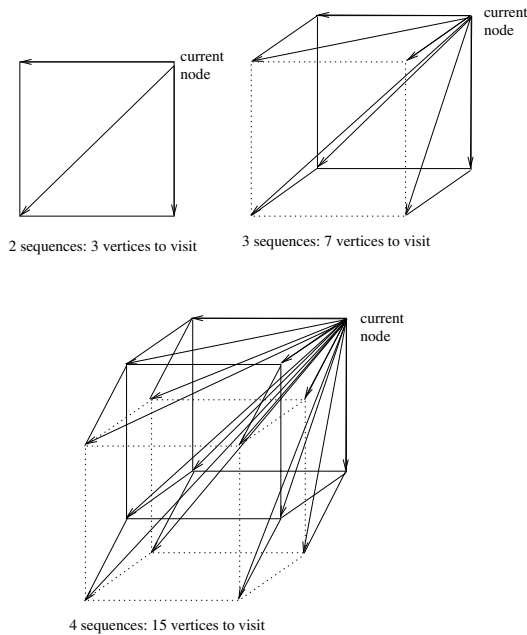 current
node
current
node
2 sequences: 3 vertices to visit
3 sequences: 7 vertices to visit
current
node
4 sequences: 15 vertices to visit